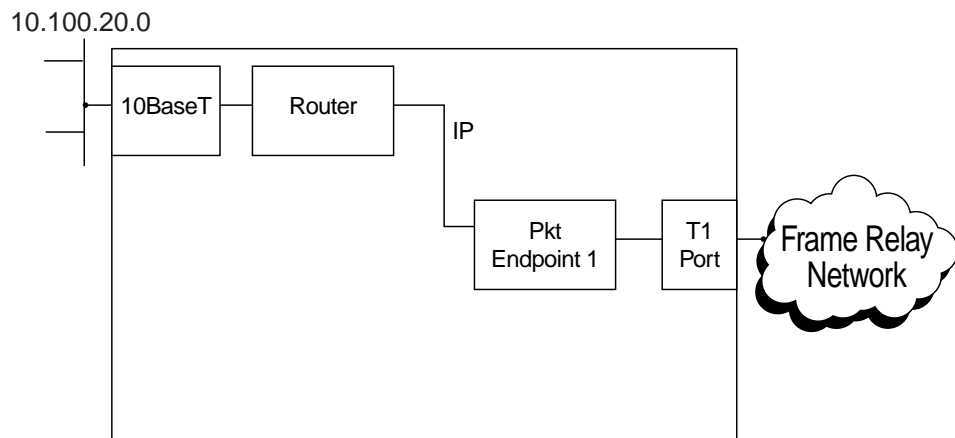 10.100.20.0
10BaseT
Router
IP
Pkt
Endpoint 1
T1
Port
Frame Relay
Network